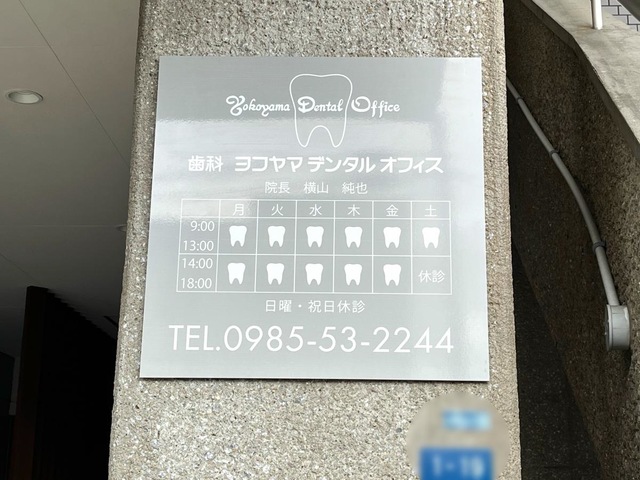 Yokoyama Dental Office
歯科 ヨコヤマ デンタル オフィス
院長 横山 純也
月 火 水 木 金 土
9:00
13:00
14:00
18:00 休診
日曜・祝日休診
TEL.0985-53-2244